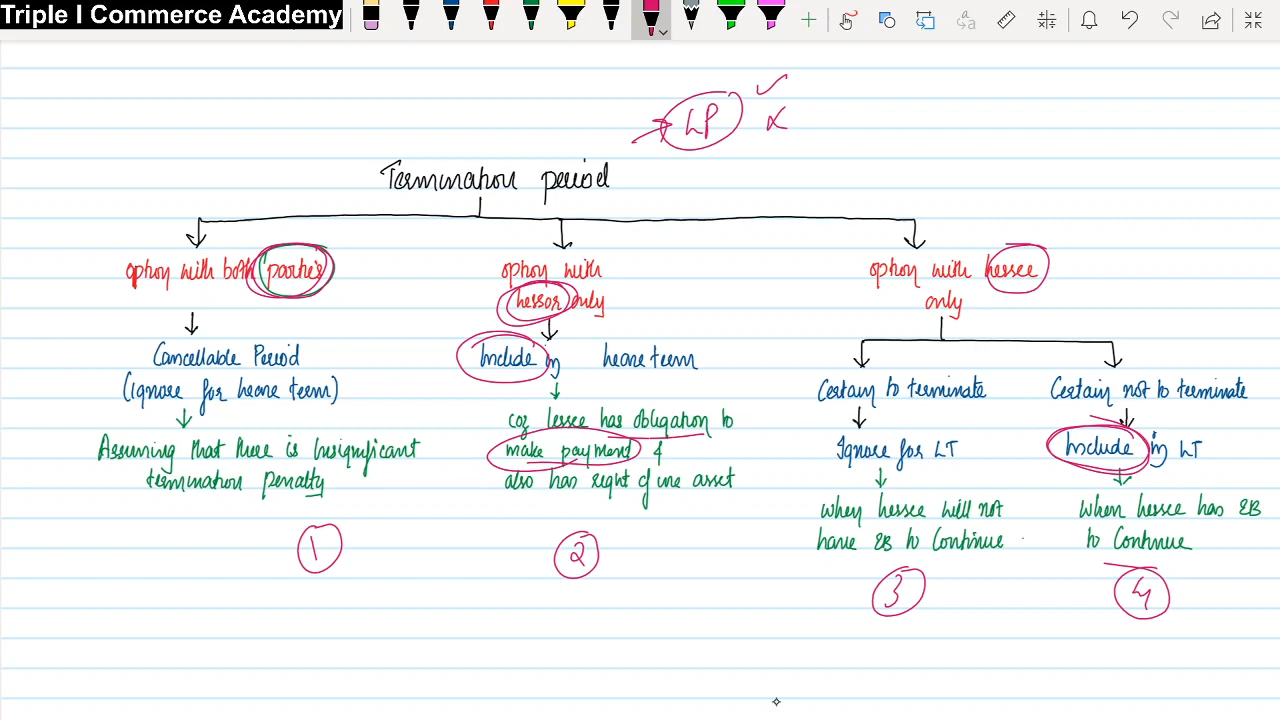 Triple I Commerce Academy
LP
Termination period
option with both parties
Cancellable Period
(Ignore for lease term)
Assuming that there is insignificant
termination penalty
1
option with
lessor only
Include in lease term
coz lessee has obligation to
make payment &
also has right of use asset
2
option with lessee
only
Certain to terminate
Ignore for LT
when lessee will not
have EB to Continue
3
Certain not to terminate
Include in LT
when lessee has EB
to Continue
4